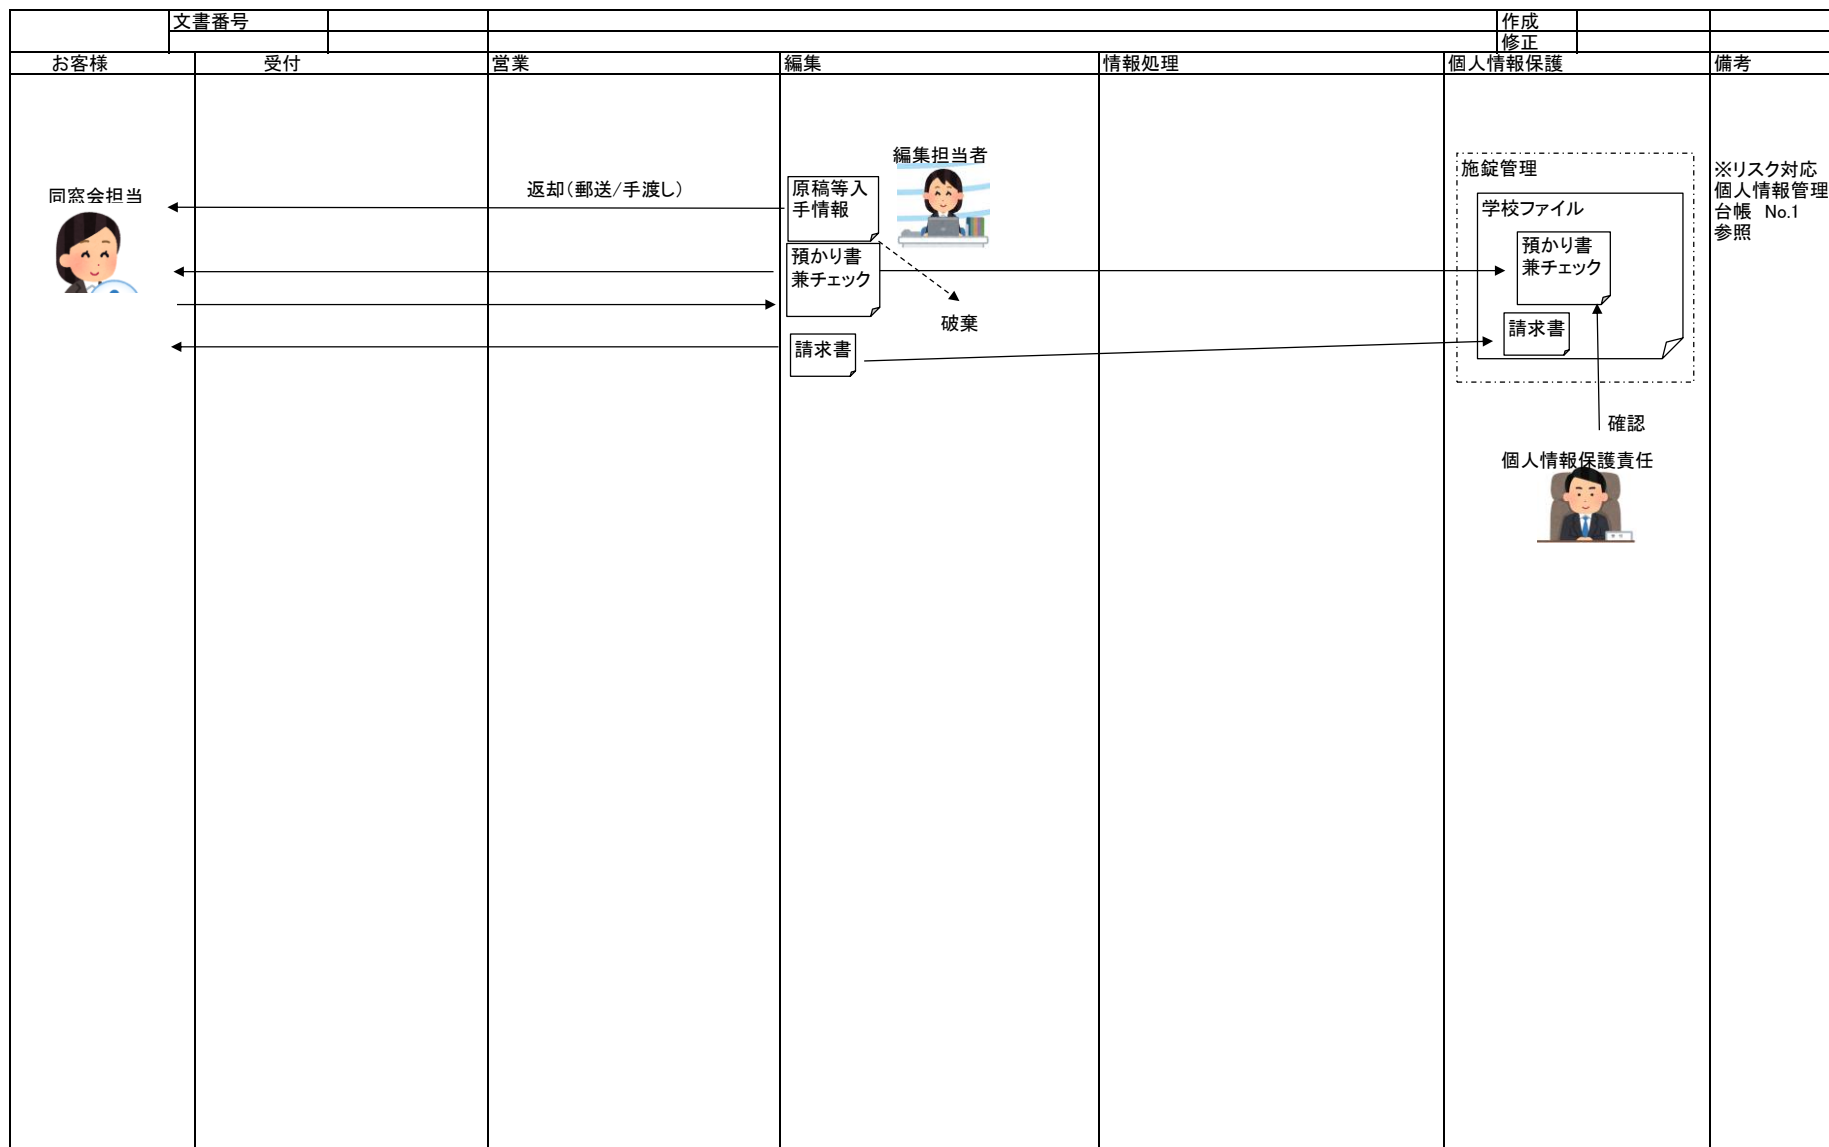 文書番号
作成
修正
お客様
受付
営業
編集
情報処理
個人情報保護
備考
編集担当者
同窓会担当
返却（郵送/手渡し）
原稿等入
手情報
預かり書
兼チェック
破棄
請求書
施錠管理
学校ファイル
預かり書
兼チェック
請求書
確認
個人情報保護責任
※リスク対応
個人情報管理
台帳　No.1
参照